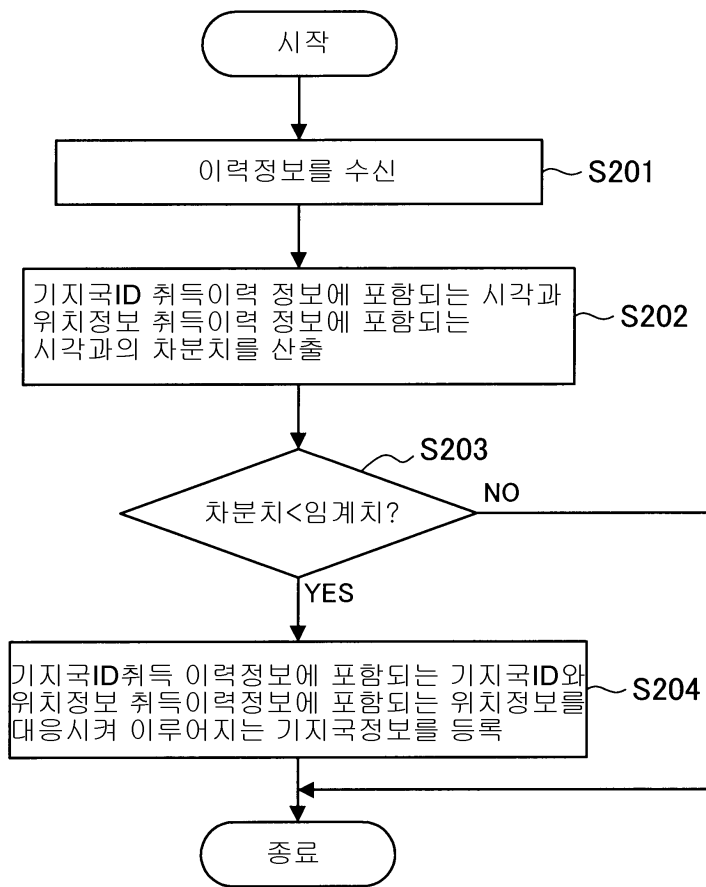 시작
이력정보를 수신
S201
기지국ID 취득이력 정보에 포함되는 시각과
위치정보 취득이력 정보에 포함되는
시각과의 차분치를 산출
S202
S203
차분치<임계치?
NO
YES
기지국ID취득 이력정보에 포함되는 기지국ID와
위치정보 취득이력정보에 포함되는 위치정보를
대응시켜 이루어지는 기지국정보를 등록
S204
종료